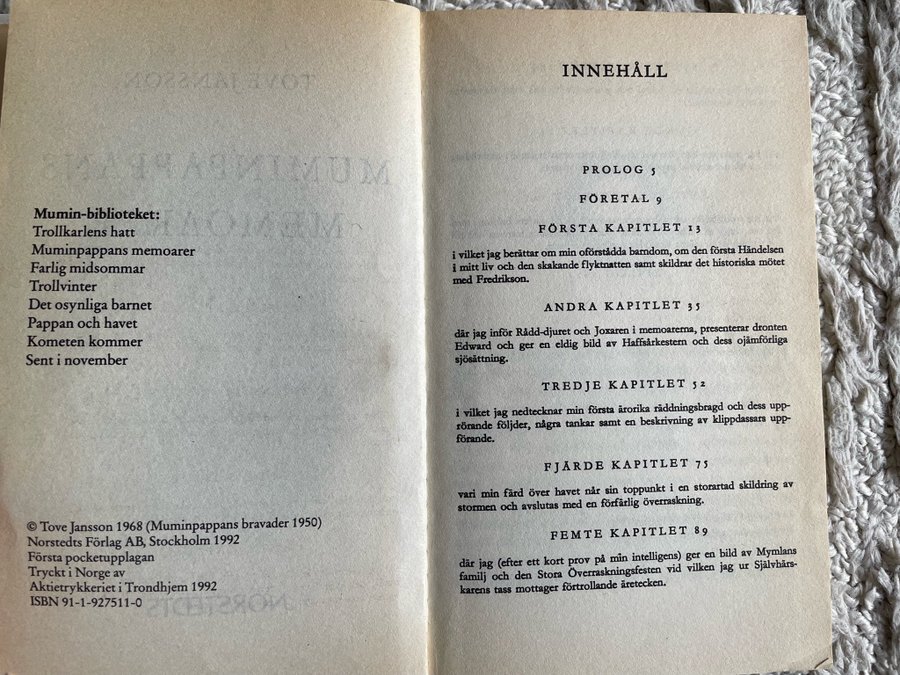 Mumin-biblioteket:
Trollkarlens hatt
Muminpappans memoarer
Farlig midsommar
Trollvinter
Det osynliga barnet
Pappan och havet
Kometen kommer
Sent i november
© Tove Jansson 1968 (Muminpappans bravader 1950)
Norstedts Förlag AB, Stockholm 1992
Första pocketupplagan
Tryckt i Norge av
Aktietrykkeriet i Trondhjem 1992
ISBN 91-1-927511-0
INNEHÅLL
PROLOG 5
FÖRETAL 9
FÖRSTA KAPITLET 13
i vilket jag berättar om min oförstådda barndom, om den första Händelsen
i mitt liv och den skakande flyktnatten samt skildrar det historiska mötet
med Fredrikson.
ANDRA KAPITLET 35
där jag inför Rådd-djuret och Joxaren i memoarerna, presenterar dronten
Edward och ger en eldig bild av Haffsårkestern och dess ojämförliga
sjösättning.
TREDJE KAPITLET 52
i vilket jag nedtecknar min första ärorika räddningsbragd och dess upp-
rörande följder, några tankar samt en beskrivning av klippdassars upp-
förande.
FJÄRDE KAPITLET 75
vari min färd över havet når sin toppunkt i en storartad skildring av
stormen och avslutas med en förfärlig överraskning.
FEMTE KAPITLET 89
där jag (efter ett kort prov på min intelligens) ger en bild av Mymlans
familj och den Stora Överraskningsfesten vid vilken jag ur Självhärs-
karens tass mottager förtrollande äretecken.